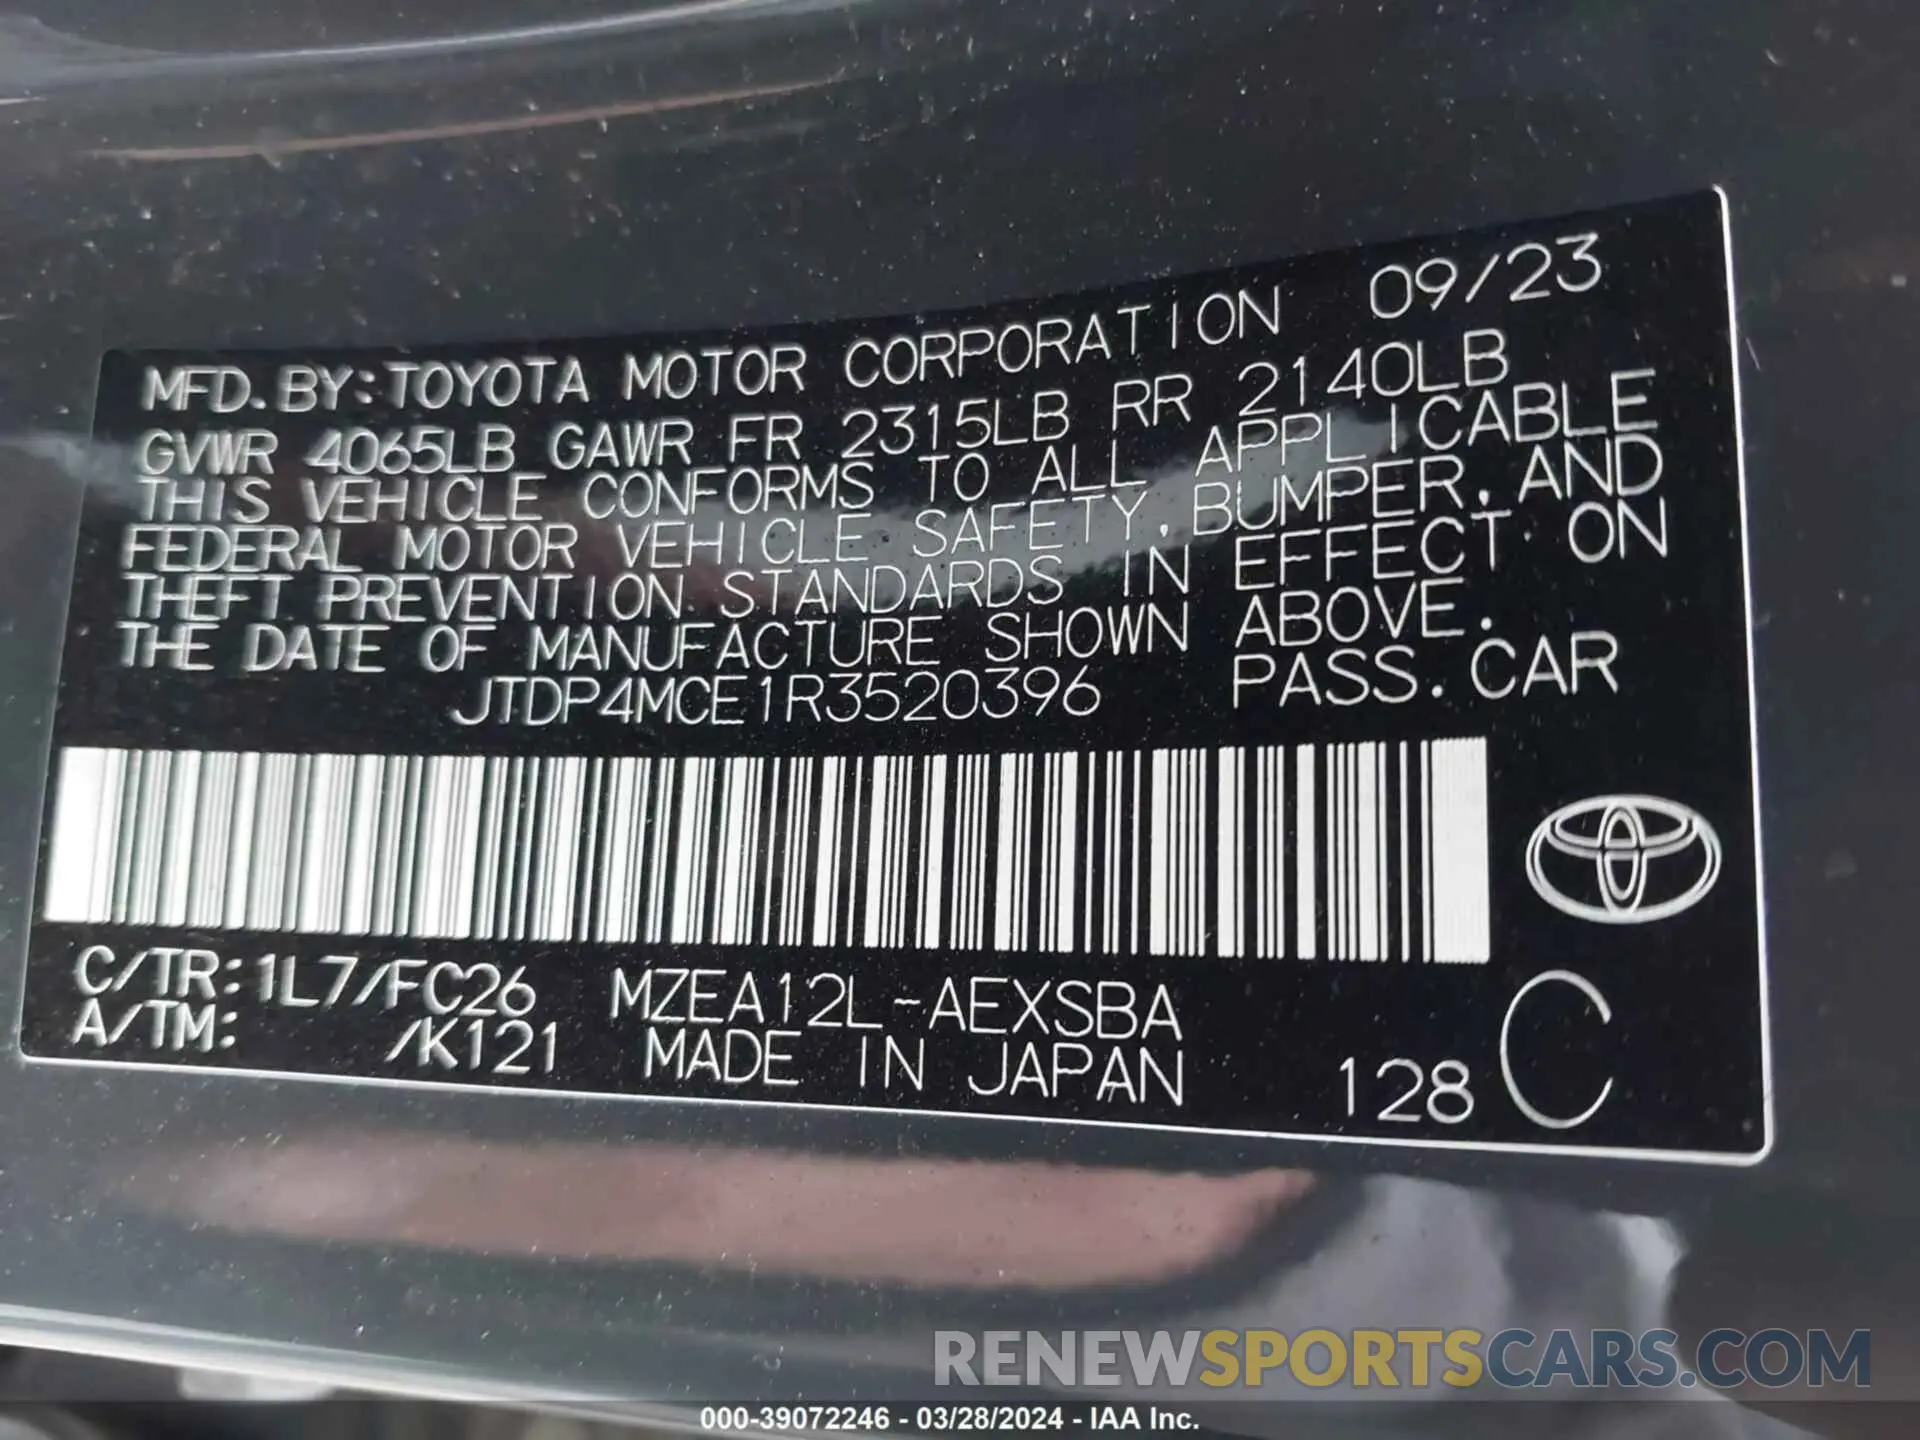 MFD. BY: TOYOTA MOTOR CORPORATION 09/23
GVWR 4065LB GAWR FR 2315LB RR 2140LB
THIS VEHICLE CONFORMS TO ALL APPLICABLE
FEDERAL MOTOR VEHICLE SAFETY, BUMPER, AND
THEFT PREVENTION STANDARDS IN EFFECT ON
THE DATE OF MANUFACTURE SHOWN ABOVE.
JTDP4MCE1R3520396 PASS. CAR
C/TR: 1L7/FC26 MZEA12L-AEXSBA
A/TM: /K121 MADE IN JAPAN 128 C
RENEWSPORTSCARS.COM
000-39072246 - 03/28/2024 - IAA Inc.